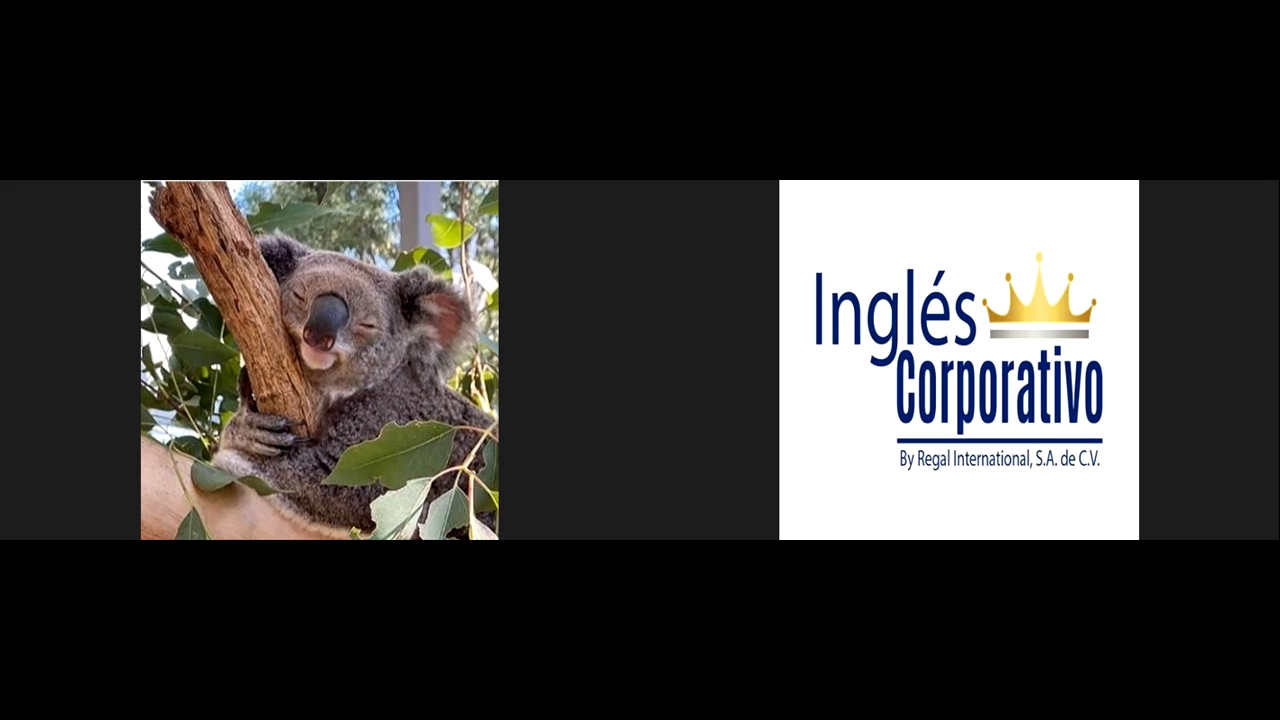 Inglés
Corporativo
By Regal International, S.A. de C.V.